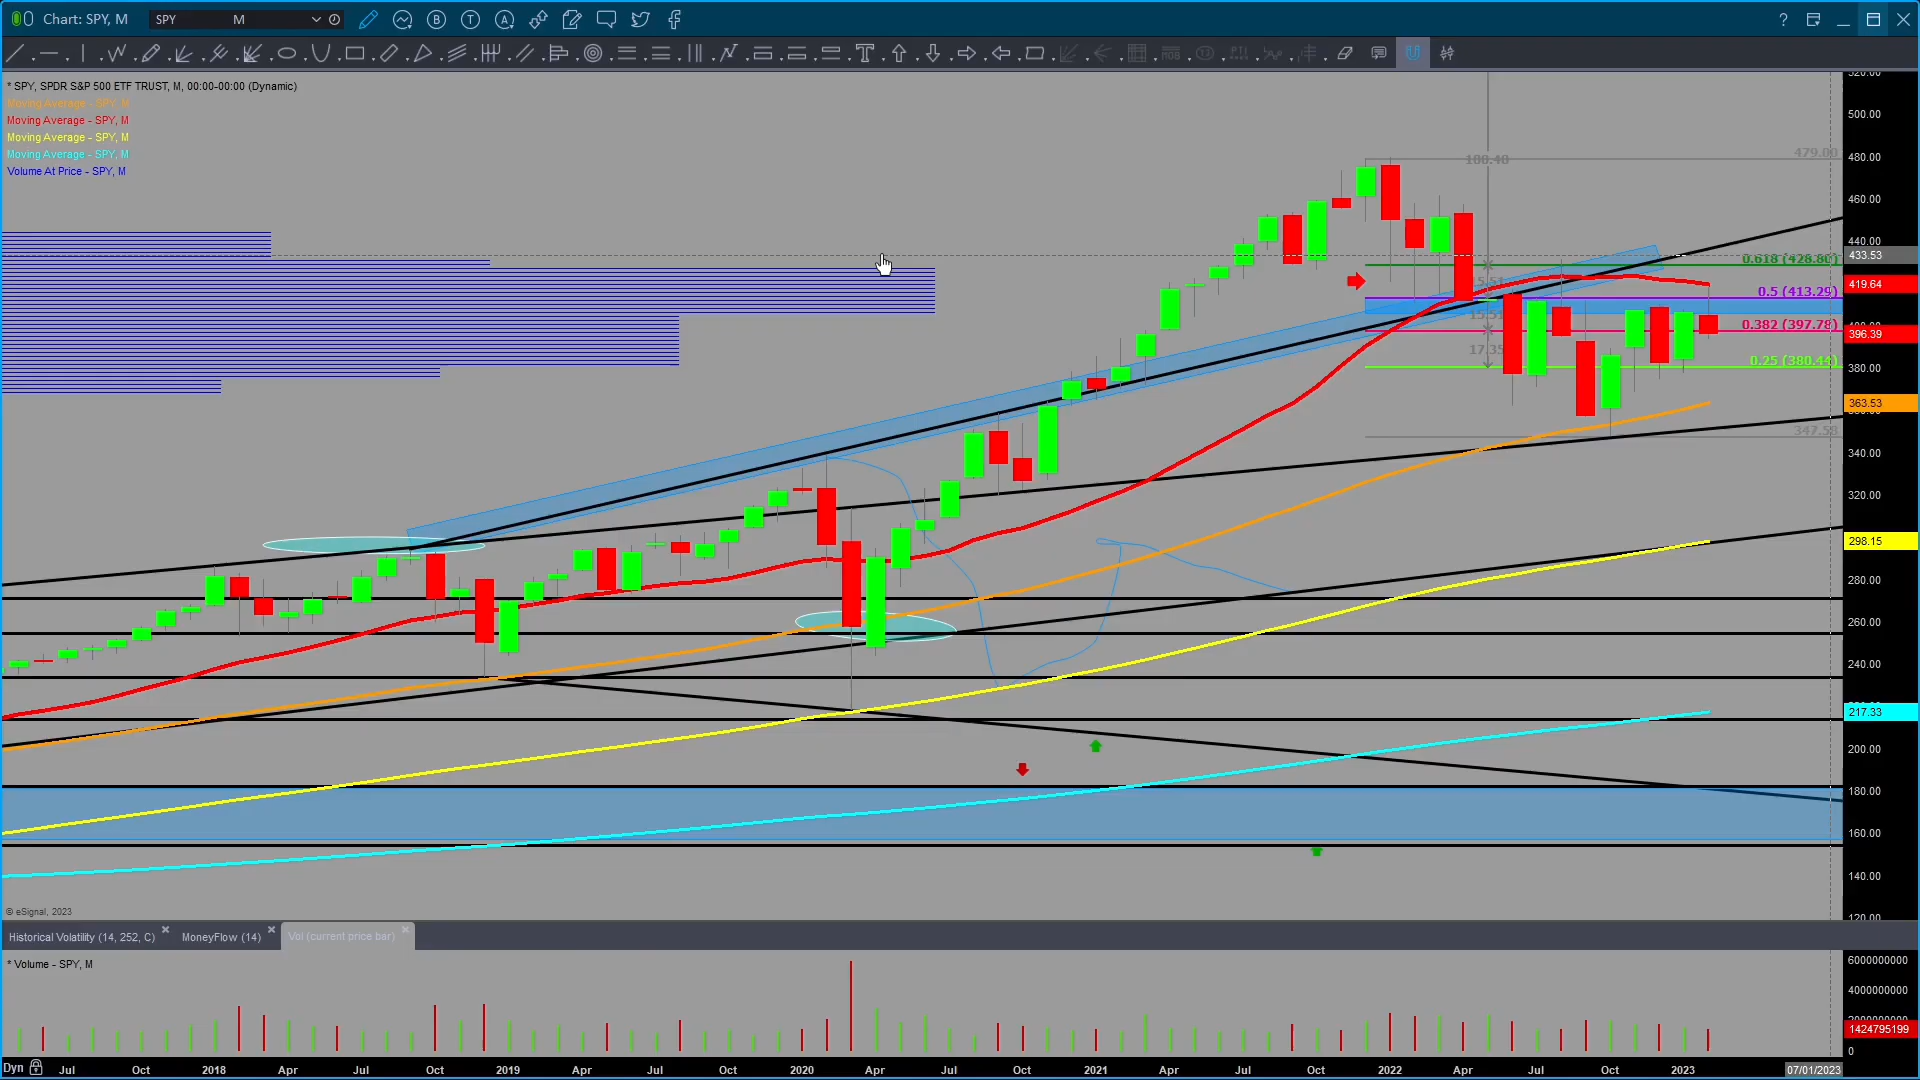 Chart: SPY, M
SPY M
* SPY, SPDR S&P 500 ETF TRUST, M, 00:00-00:00 (Dynamic)
Moving Average - SPY, M
Moving Average - SPY, M
Moving Average - SPY, M
Moving Average - SPY, M
Volume At Price - SPY, M
500.00
480.00
460.00
440.00
433.53
419.64
396.39
380.00
363.53
340.00
320.00
298.15
280.00
260.00
240.00
217.33
200.00
180.00
160.00
140.00
120.00
479.00
0.618 (428.80)
0.5 (413.29)
0.382 (397.78)
0.25 (380.44)
347.58
15.51
17.35
© eSignal, 2023
Historical Volatility (14, 252, C)
MoneyFlow (14)
Vol (current price bar)
* Volume - SPY, M
6000000000
4000000000
1424795199
0
Dyn Jul Oct 2018 Apr Jul Oct 2019 Apr Jul Oct 2020 Apr Jul Oct 2021 Apr Jul Oct 2022 Apr Jul Oct 2023 07/01/2023